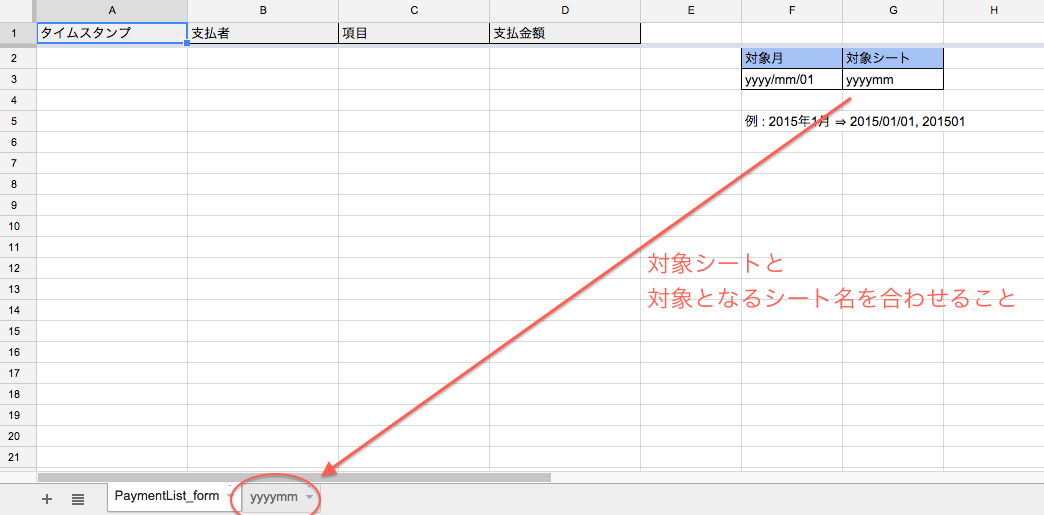 A B C D E F G H
1 タイムスタンプ 支払者 項目 支払金額
2 対象月 対象シート
3 yyyy/mm/01 yyyymm
4
5 例 : 2015年1月 ⇒ 2015/01/01, 201501
6
7
8
9
10
11
12 対象シートと
13
14 対象となるシート名を合わせること
15
16
17
18
19
20
21
+ PaymentList_form yyyymm